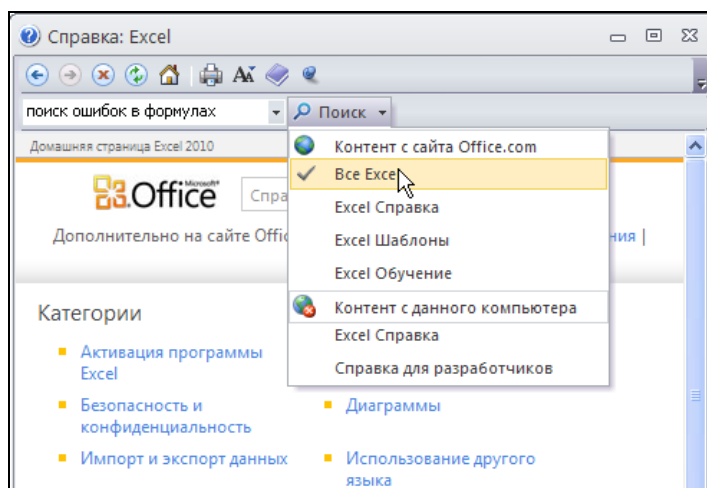 Справка: Excel
поиск ошибок в формулах
Поиск
Домашняя страница Excel 2010
Контент с сайта Office.com
Все Excel
Excel Справка
Excel Шаблоны
Excel Обучение
Контент с данного компьютера
Excel Справка
Справка для разработчиков
Microsoft
Office
Спра
Дополнительно на сайте Offic
ния |
Категории
Активация программы
Excel
Безопасность и
конфиденциальность
Диаграммы
Импорт и экспорт данных
Использование другого
языка